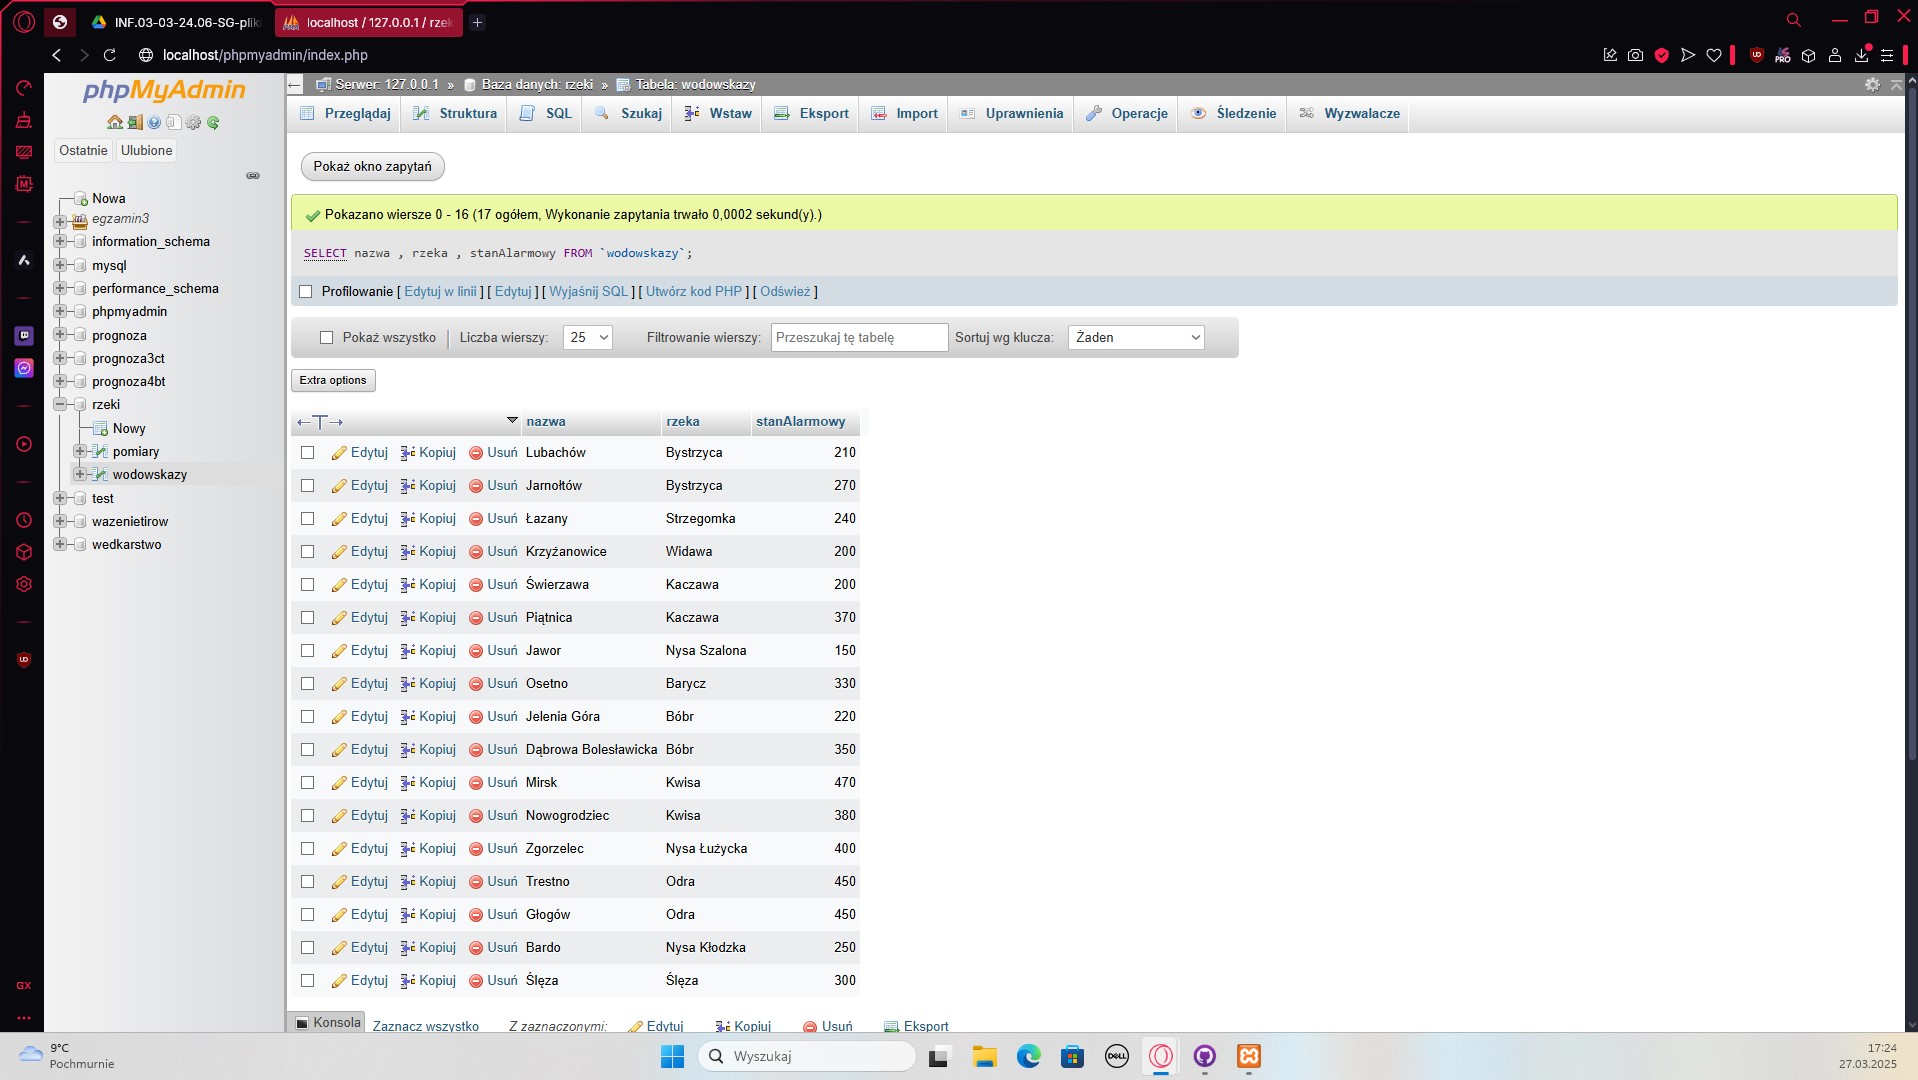 INF.03-03-24.06-SG-pliki
localhost / 127.0.0.1 / rzek
localhost/phpmyadmin/index.php
phpMyAdmin
Ostatnie Ulubione
Nowa
egzamin3
information_schema
mysql
performance_schema
phpmyadmin
prognoza
prognoza3ct
prognoza4bt
rzeki
Nowy
pomiary
wodowskazy
test
wazenietirow
wedkarstwo
Serwer: 127.0.0.1 » Baza danych: rzeki » Tabela: wodowskazy
Przeglądaj Struktura SQL Szukaj Wstaw Eksport Import Uprawnienia Operacje Śledzenie Wyzwalacze
Pokaż okno zapytań
Pokazano wiersze 0 - 16 (17 ogółem, Wykonanie zapytania trwało 0,0002 sekund(y).)
SELECT nazwa , rzeka , stanAlarmowy FROM `wodowskazy`;
Profilowanie [ Edytuj w linii ] [ Edytuj ] [ Wyjaśnij SQL ] [ Utwórz kod PHP ] [ Odśwież ]
Pokaż wszystko Liczba wierszy: 25 Filtrowanie wierszy: Przeszukaj tę tabelę Sortuj wg klucza: Żaden
Extra options
nazwa rzeka stanAlarmowy
Edytuj Kopiuj Usuń Lubachów Bystrzyca 210
Edytuj Kopiuj Usuń Jarnołtów Bystrzyca 270
Edytuj Kopiuj Usuń Łazany Strzegomka 240
Edytuj Kopiuj Usuń Krzyżanowice Widawa 200
Edytuj Kopiuj Usuń Świerzawa Kaczawa 200
Edytuj Kopiuj Usuń Piątnica Kaczawa 370
Edytuj Kopiuj Usuń Jawor Nysa Szalona 150
Edytuj Kopiuj Usuń Osetno Barycz 330
Edytuj Kopiuj Usuń Jelenia Góra Bóbr 220
Edytuj Kopiuj Usuń Dąbrowa Bolesławicka Bóbr 350
Edytuj Kopiuj Usuń Mirsk Kwisa 470
Edytuj Kopiuj Usuń Nowogrodziec Kwisa 380
Edytuj Kopiuj Usuń Zgorzelec Nysa Łużycka 400
Edytuj Kopiuj Usuń Trestno Odra 450
Edytuj Kopiuj Usuń Głogów Odra 450
Edytuj Kopiuj Usuń Bardo Nysa Kłodzka 250
Edytuj Kopiuj Usuń Ślęza Ślęza 300
Konsola Zaznacz wszystko Z zaznaczonymi: Edytuj Kopiuj Usuń Eksport
GX
PRO
9°C
Pochmurnie
Wyszukaj
DELL
17:24
27.03.2025